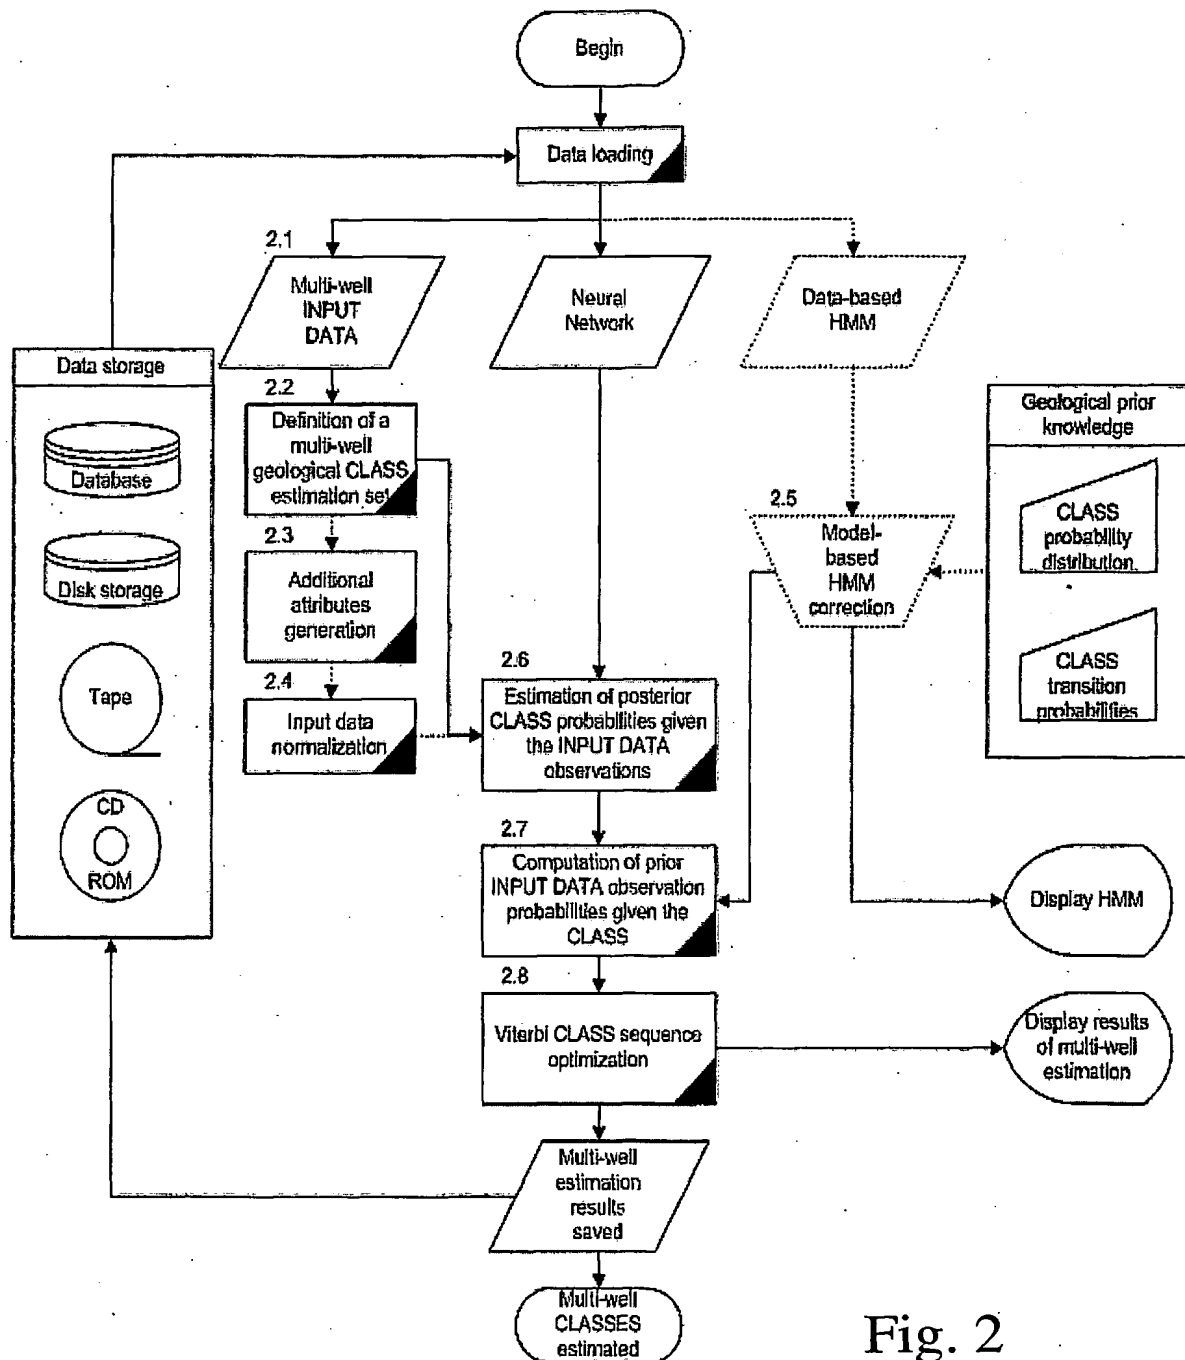 Begin
Data loading
2.1
Multi-well
INPUT
DATA
Neural
Network
Data-based
HMM
Data storage
Database
Disk storage
Tape
CD
ROM
2.2
Definition of a
multi-well
geological CLASS
estimation set
2.3
Additional
attributes
generation
2.4
Input data
normalization
Geological prior
knowledge
CLASS
probability
distribution
CLASS
transition
probabilities
2.5
Model-
based
HMM
correction
2.6
Estimation of posterior
CLASS probabilities given
the INPUT DATA
observations
2.7
Computation of prior
INPUT DATA observation
probabilities given the
CLASS
Display HMM
2.8
Viterbi CLASS sequence
optimization
Display results
of multi-well
estimation
Multi-well
estimation
results
saved
Multi-well
CLASSES
estimated
Fig. 2